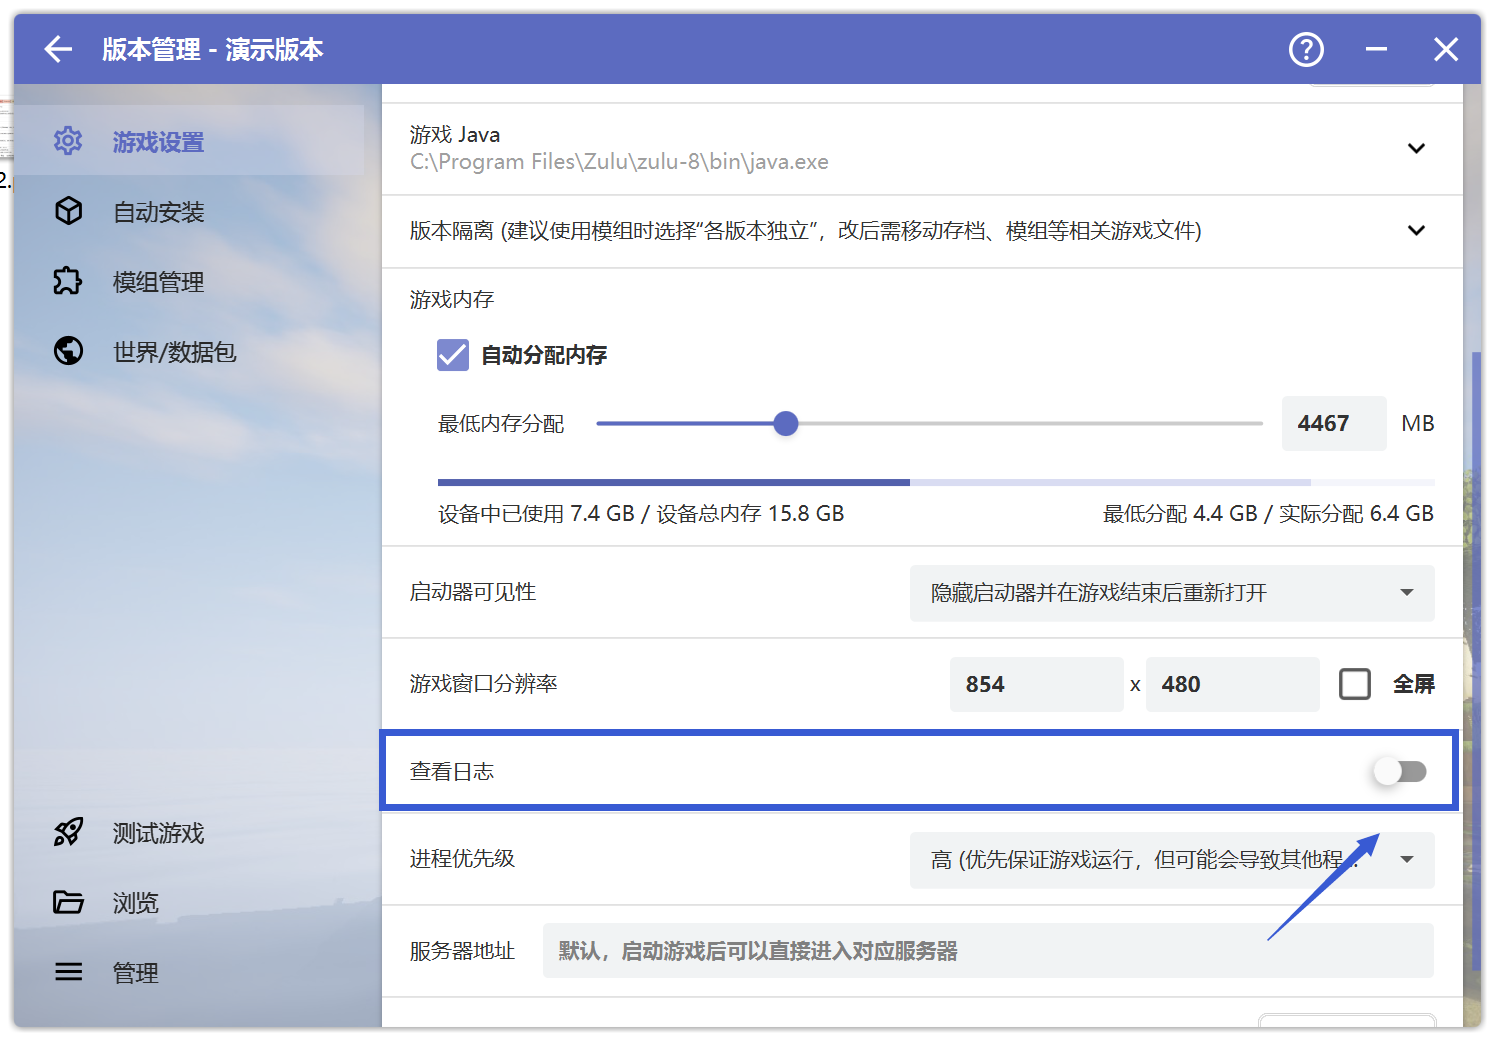 版本管理 - 演示版本
2.
游戏设置
自动安装
模组管理
世界/数据包
测试游戏
浏览
管理
游戏 Java
C:\Program Files\Zulu\zulu-8\bin\java.exe
版本隔离 (建议使用模组时选择“各版本独立”，改后需移动存档、模组等相关游戏文件)
游戏内存
自动分配内存
最低内存分配 4467 MB
设备中已使用 7.4 GB / 设备总内存 15.8 GB 最低分配 4.4 GB / 实际分配 6.4 GB
启动器可见性 隐藏启动器并在游戏结束后重新打开
游戏窗口分辨率 854 x 480 全屏
查看日志
进程优先级 高 (优先保证游戏运行，但可能会导致其他程...
服务器地址 默认，启动游戏后可以直接进入对应服务器